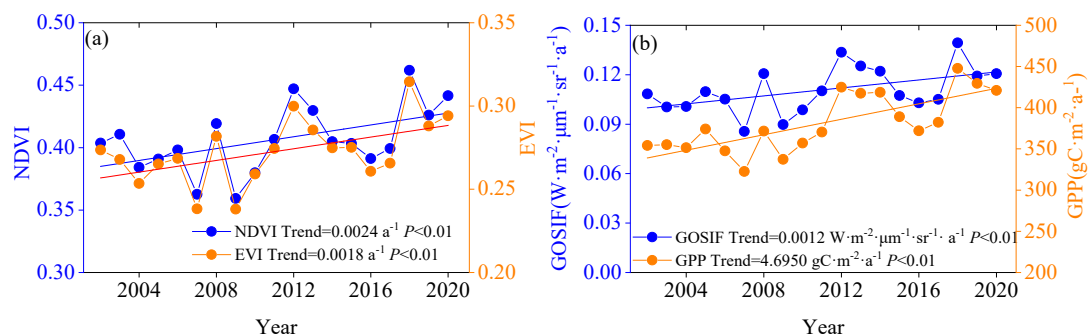 (a)
0.50
0.45
0.40
0.35
0.30
NDVI
0.35
0.30
0.25
0.20
EVI
NDVI Trend=0.0024 a⁻¹ P<0.01
EVI Trend=0.0018 a⁻¹ P<0.01
2004 2008 2012 2016 2020
Year
(b)
0.15
0.12
0.09
0.06
0.03
0.00
GOSIF(W·m⁻²·μm⁻¹·sr⁻¹·a⁻¹)
500
450
400
350
300
250
200
GPP(gC·m⁻²·a-¹)
GOSIF Trend=0.0012 W·m⁻²·μm⁻¹·sr⁻¹· a⁻¹ P<0.01
GPP Trend=4.6950 gC·m⁻²·a⁻¹ P<0.01
2004 2008 2012 2016 2020
Year